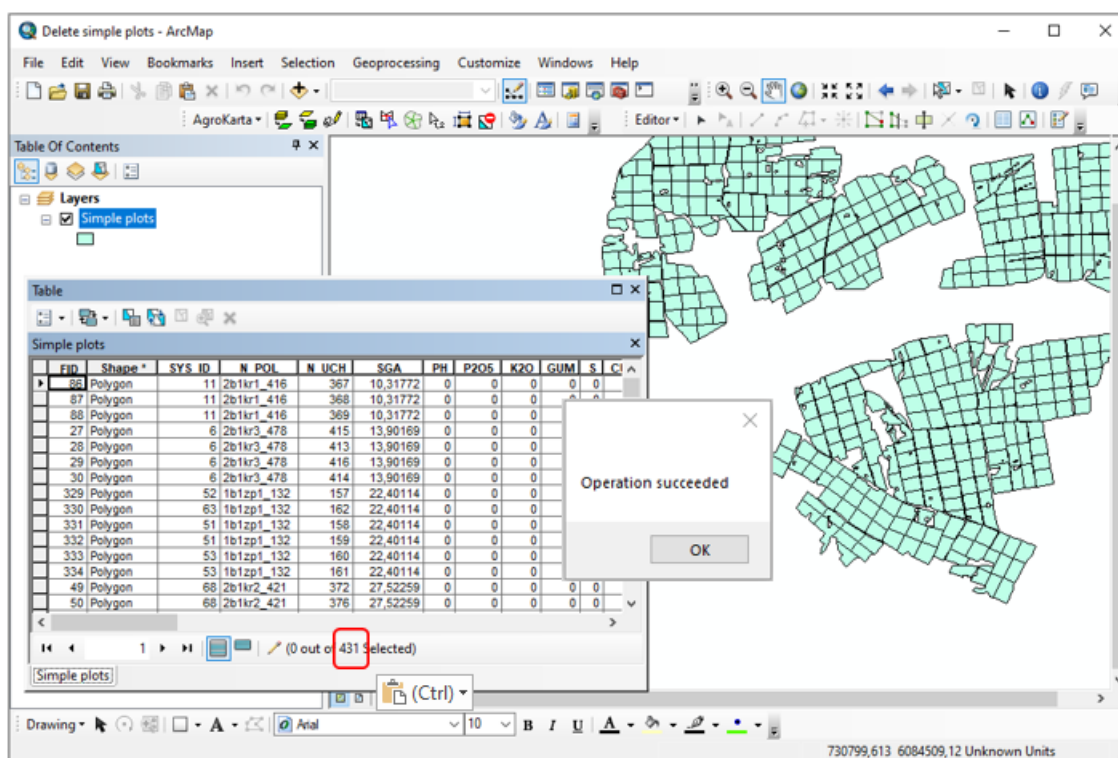 Delete simple plots - ArcMap
File Edit View Bookmarks Insert Selection Geoprocessing Customize Windows Help
AgroKarta Editor
Table Of Contents
Layers
Simple plots
Table
Simple plots
FID Shape * SYS_ID N_POL N_UCH SGA PH P2O5 K2O GUM S
86 Polygon 11 2b1kr1_416 367 10,31772 0 0 0 0 0
87 Polygon 11 2b1kr1_416 368 10,31772 0 0 0
88 Polygon 11 2b1kr1_416 369 10,31772 0 0 0
27 Polygon 6 2b1kr3_478 415 13,90169 0 0 0
28 Polygon 6 2b1kr3_478 413 13,90169 0 0 0
29 Polygon 6 2b1kr3_478 416 13,90169 0 0 0
30 Polygon 6 2b1kr3_478 414 13,90169 0 0 0
329 Polygon 52 1b1zp1_132 157 22,40114 0 0 0
330 Polygon 63 1b1zp1_132 162 22,40114 0 0 0
331 Polygon 51 1b1zp1_132 158 22,40114 0 0 0
332 Polygon 51 1b1zp1_132 159 22,40114 0 0 0
333 Polygon 53 1b1zp1_132 160 22,40114 0 0 0
334 Polygon 53 1b1zp1_132 161 22,40114 0 0 0
49 Polygon 68 2b1kr2_421 372 27,52259 0 0 0 0 0
50 Polygon 68 2b1kr2_421 376 27,52259 0 0 0 0 0
1 (0 out of 431 Selected)
Simple plots
Operation succeeded
OK
(Ctrl)
Drawing A Arial 10 B I U A
730799,613 6084509,12 Unknown Units